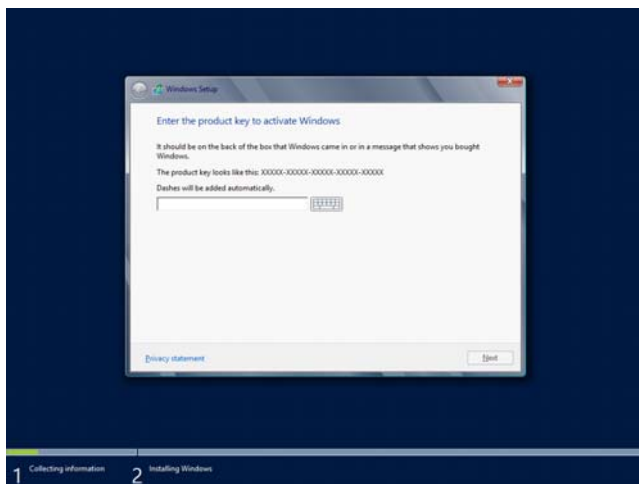 Windows Setup
Enter the product key to activate Windows
It should be on the back of the box that Windows came in or in a message that shows you bought
Windows.
The product key looks like this: XXXXX-XXXXX-XXXXX-XXXXX-XXXXX
Dashes will be added automatically.
Privacy statement
Next
1 Collecting information
2 Installing Windows